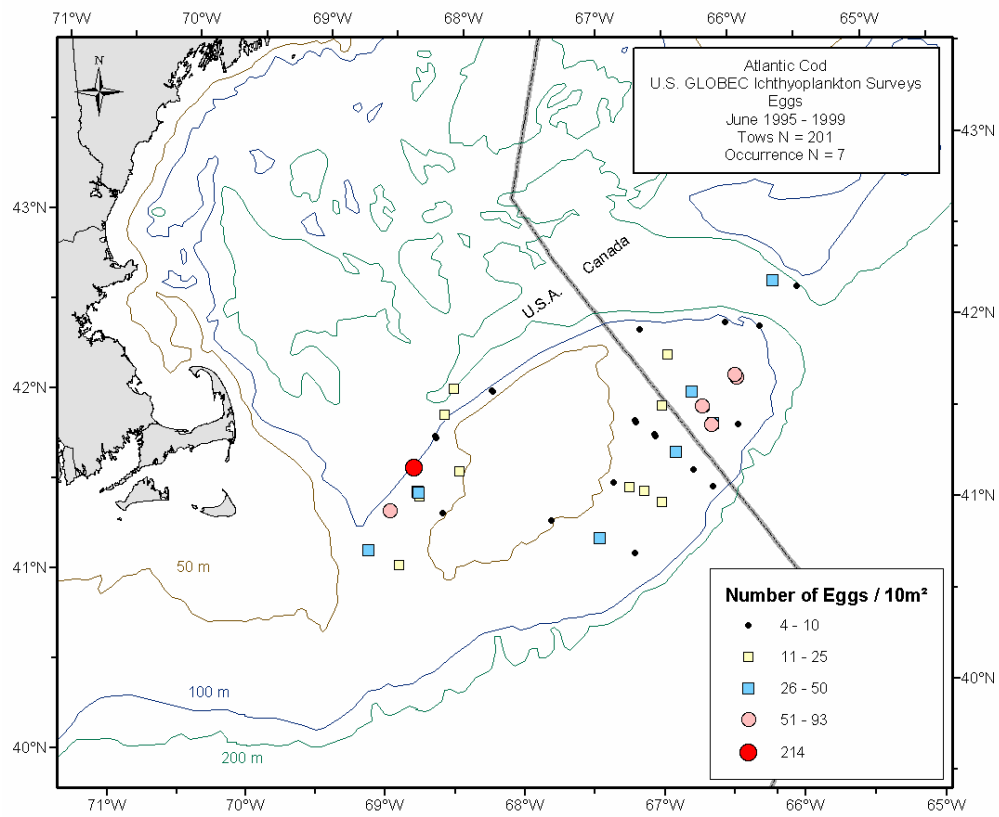 71°W 70°W 69°W 68°W 67°W 66°W 65°W
N
Atlantic Cod
U.S. GLOBEC Ichthyoplankton Surveys
Eggs
June 1995 - 1999
Tows N = 201
Occurrence N = 7
43°N
43°N
Canada
U.S.A.
42°N
42°N
41°N
41°N
50 m
Number of Eggs / 10m²
4 - 10
11 - 25
26 - 50
51 - 93
214
40°N
100 m
200 m
40°N
71°W 70°W 69°W 68°W 67°W 66°W 65°W